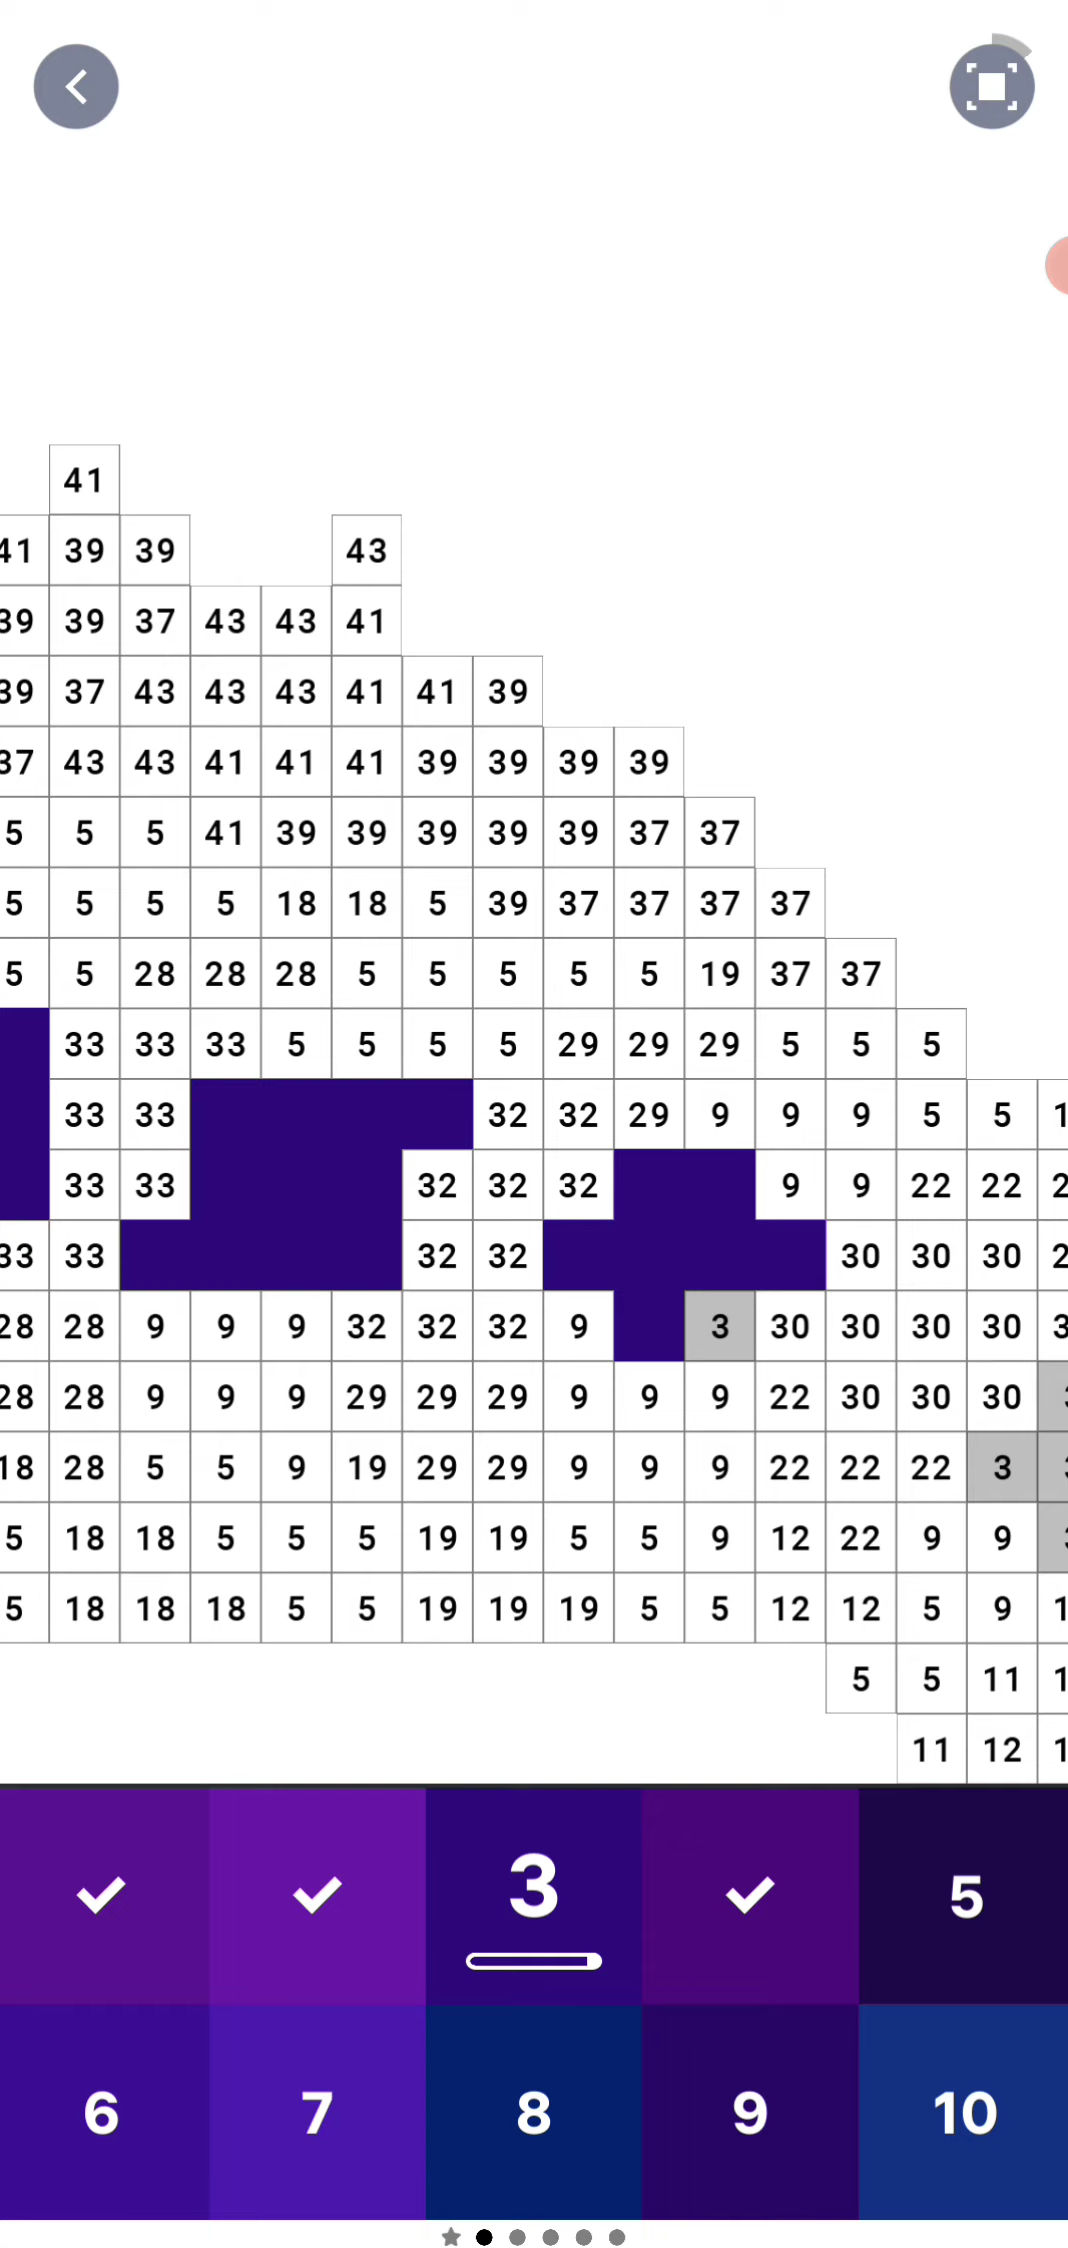 41
41 39 39 43
39 39 37 43 43 41
39 37 43 43 43 41 41 39
37 43 43 41 41 41 39 39 39 39
5 5 5 41 39 39 39 39 39 37 37
5 5 5 5 18 18 5 39 37 37 37 37
5 5 28 28 28 5 5 5 5 5 19 37 37
33 33 33 5 5 5 5 29 29 29 5 5 5
33 33 32 32 29 9 9 9 5 5
33 33 32 32 32 9 9 22 22
33 33 32 32 30 30 30
28 28 9 9 9 32 32 32 9 3 30 30 30 30
28 28 9 9 9 29 29 29 9 9 9 22 30 30 30
18 28 5 5 9 19 29 29 9 9 9 22 22 22 3
5 18 18 5 5 5 19 19 5 5 9 12 22 9 9
5 18 18 18 5 5 19 19 19 5 5 12 12 5 9
5 5 11
11 12
3 5
6 7 8 9 10